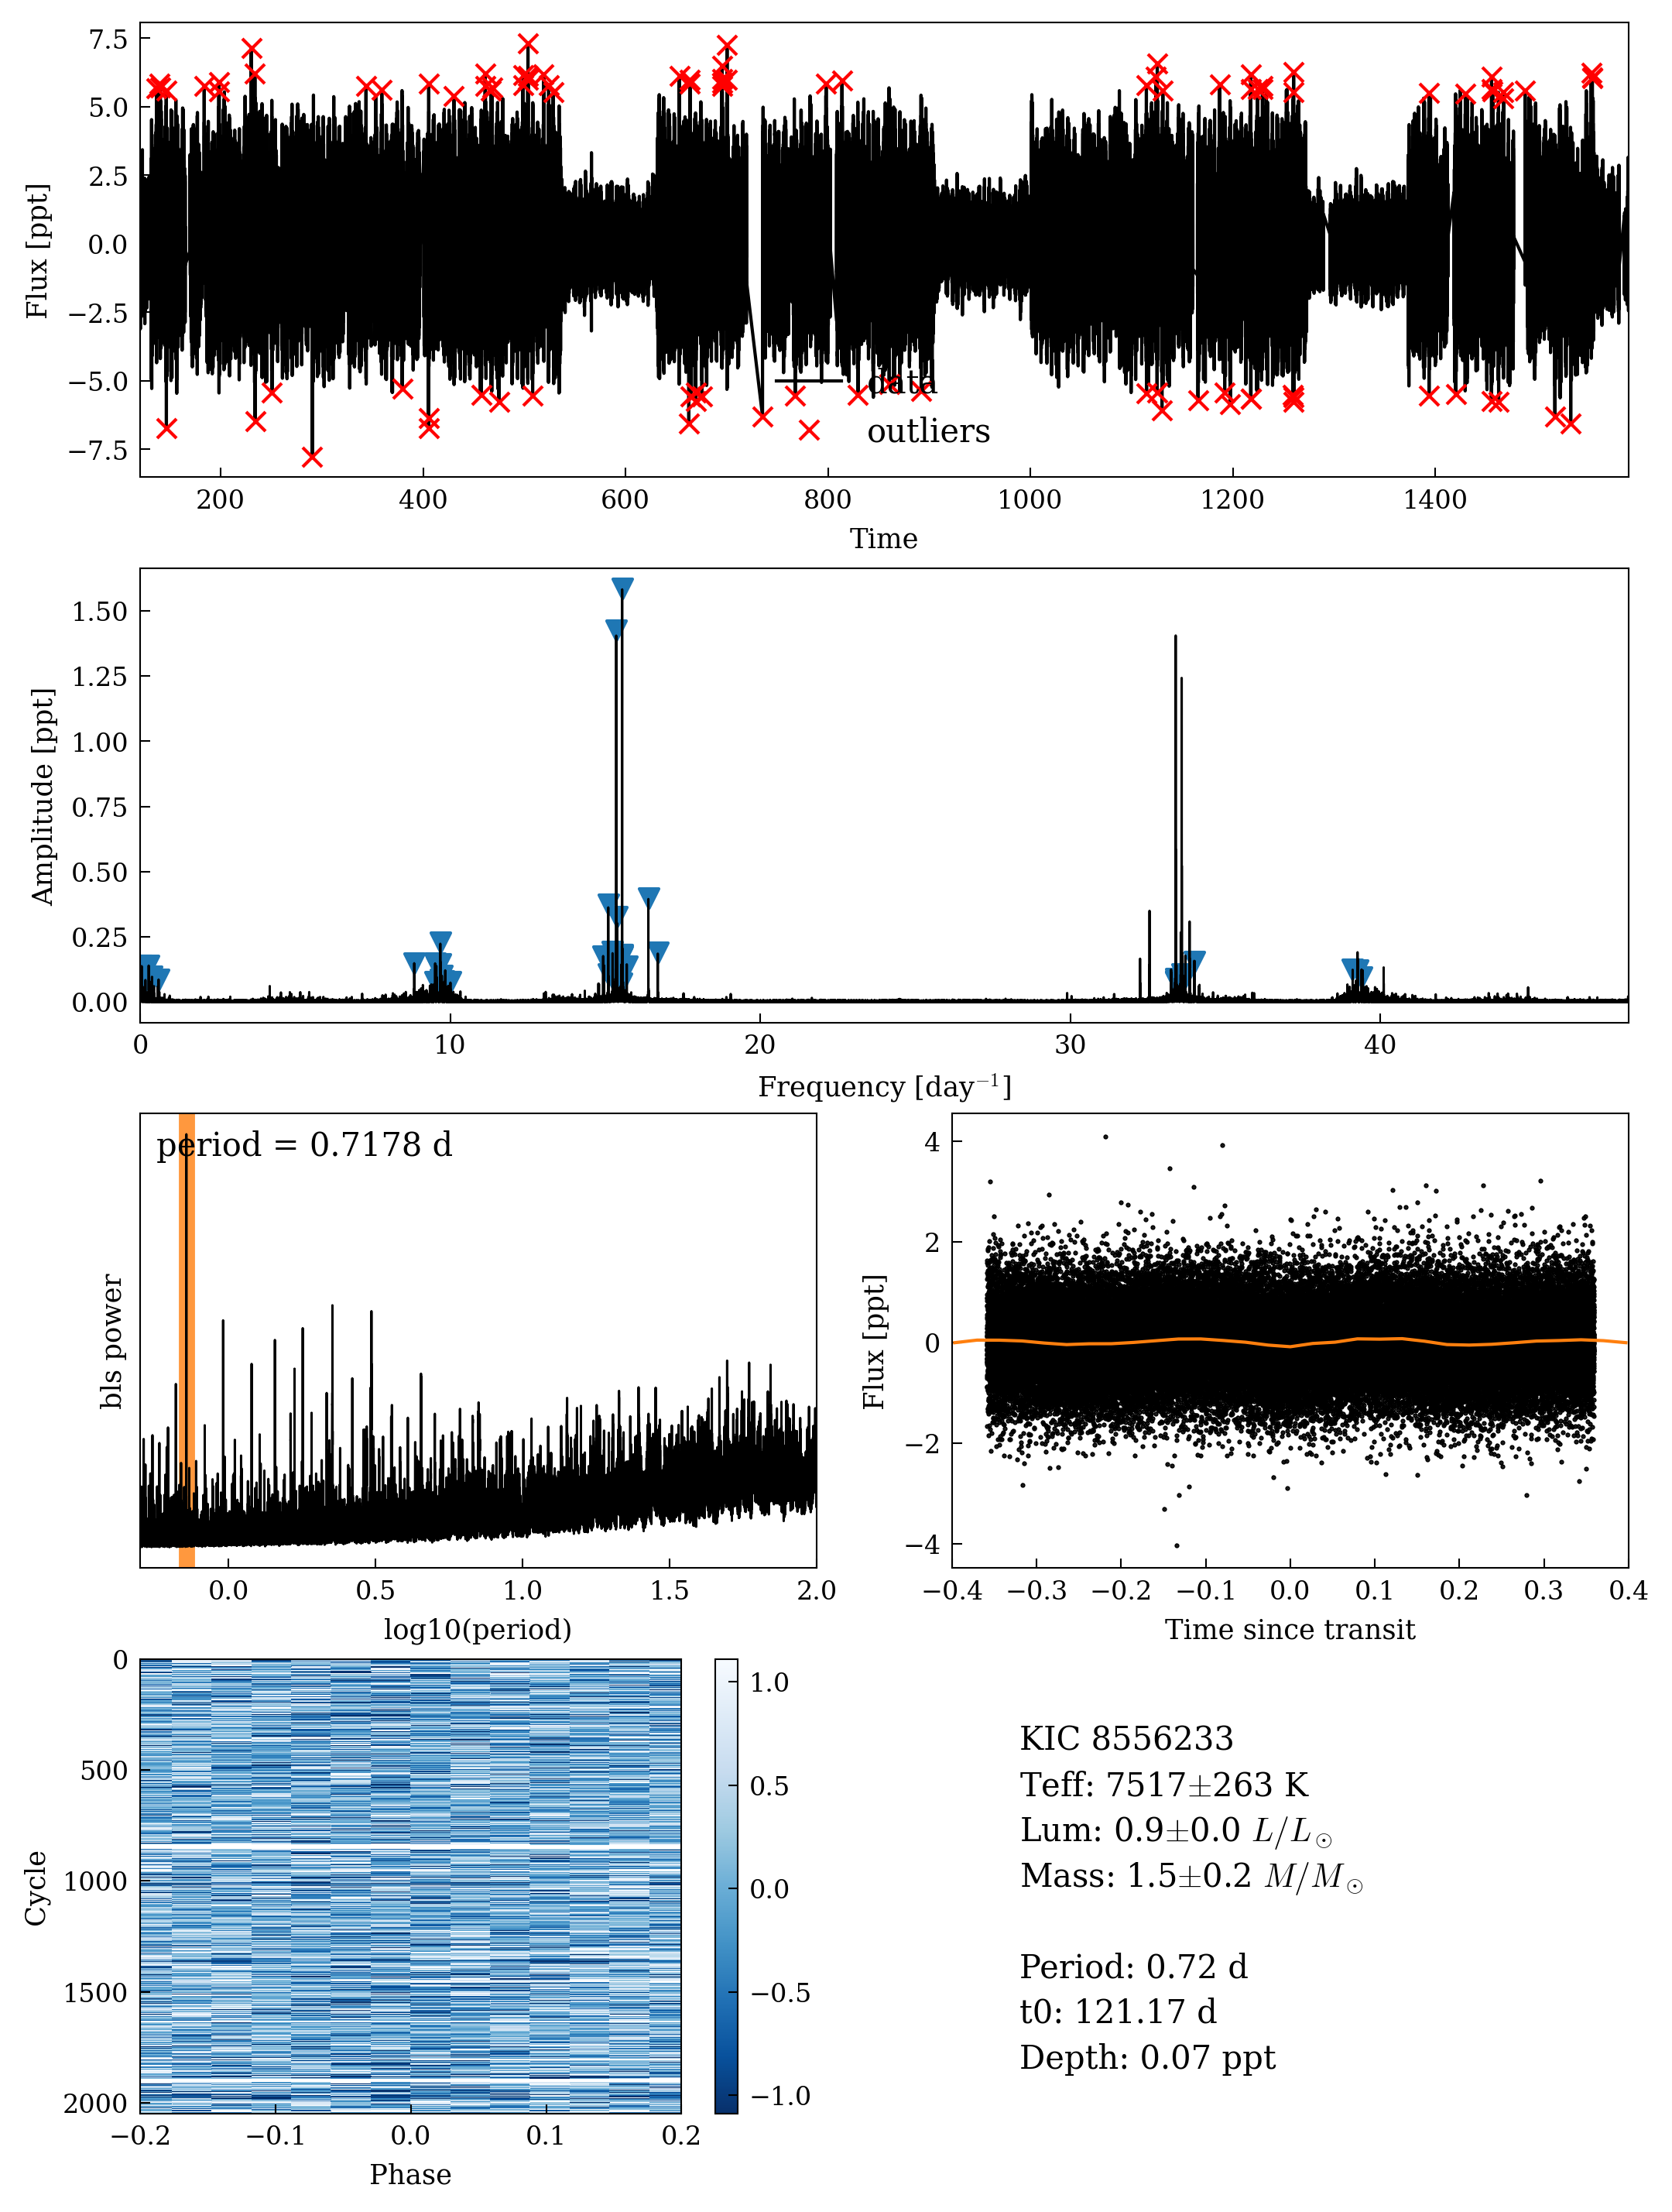 7.5
5.0
2.5
0.0
−2.5
−5.0
−7.5
Flux [ppt]
data
outliers
200 400 600 800 1000 1200 1400
Time
1.50
1.25
1.00
0.75
0.50
0.25
0.00
Amplitude [ppt]
0 10 20 30 40
Frequency [day⁻¹]
period = 0.7178 d
bls power
0.0 0.5 1.0 1.5 2.0
log10(period)
4
2
0
−2
−4
Flux [ppt]
−0.4 −0.3 −0.2 −0.1 0.0 0.1 0.2 0.3 0.4
Time since transit
0
500
1000
1500
2000
Cycle
−0.2 −0.1 0.0 0.1 0.2
Phase
1.0
0.5
0.0
−0.5
−1.0
KIC 8556233
Teff: 7517±263 K
Lum: 0.9±0.0 L/L⊙
Mass: 1.5±0.2 M/M⊙
Period: 0.72 d
t0: 121.17 d
Depth: 0.07 ppt